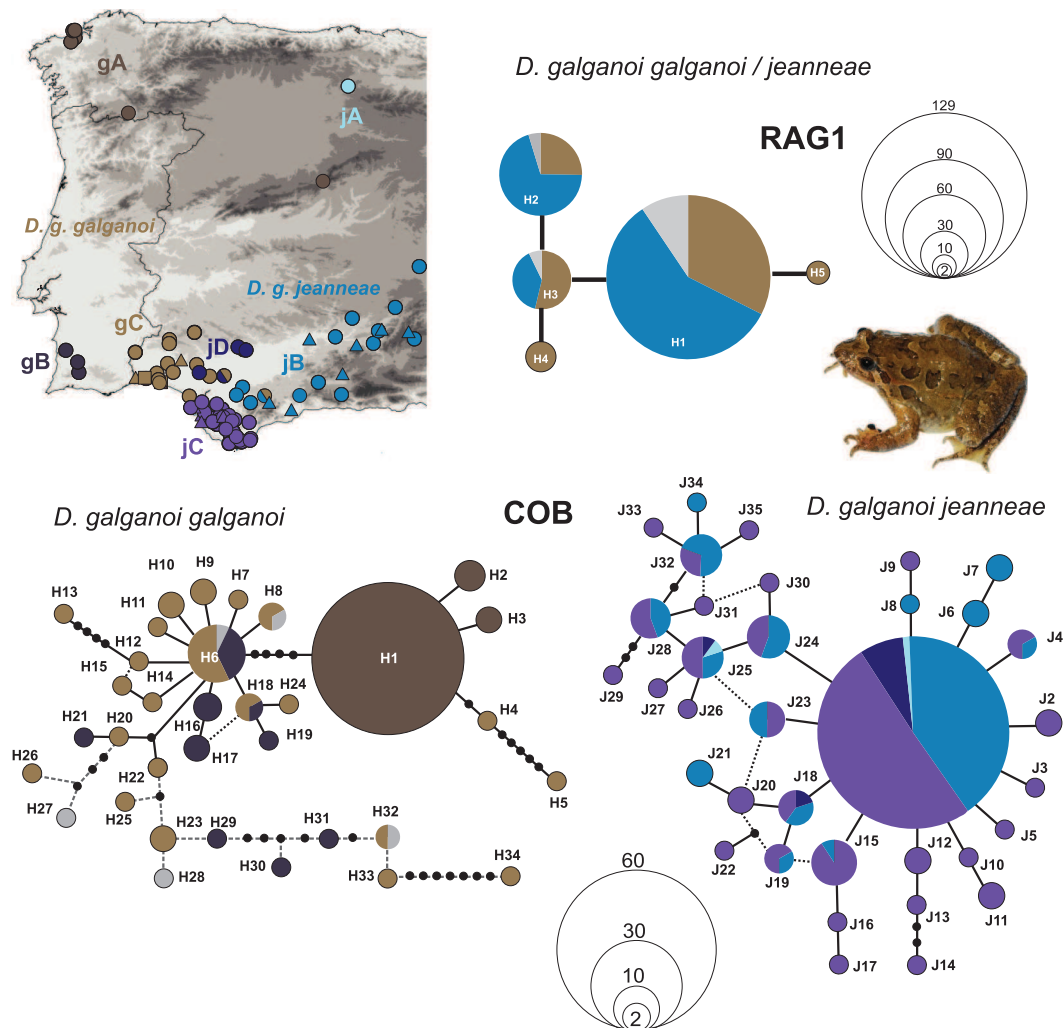 gA
jA
D. g. galganoi
D. g. jeanneae
gC
gB
jD
jB
jC
D. galganoi galganoi / jeanneae
RAG1
129
90
60
30
10
2
H2
H3
H5
H1
H4
D. galganoi galganoi
COB
D. galganoi jeanneae
H13
H10
H9
H7
H8
H11
H2
H3
H12
H6
H1
H15
H14
H18
H24
H21
H20
H16
H19
H4
H26
H17
H22
H27
H25
H5
H23
H29
H31
H32
H30
H28
H33
H34
J34
J33
J35
J32
J30
J31
J9
J7
J8
J6
J4
J28
J24
J25
J29
J27
J26
J23
J2
J21
J3
J20
J18
J5
J15
J12
J22
J19
J10
J13
J11
J16
J17
J14
60
30
10
2